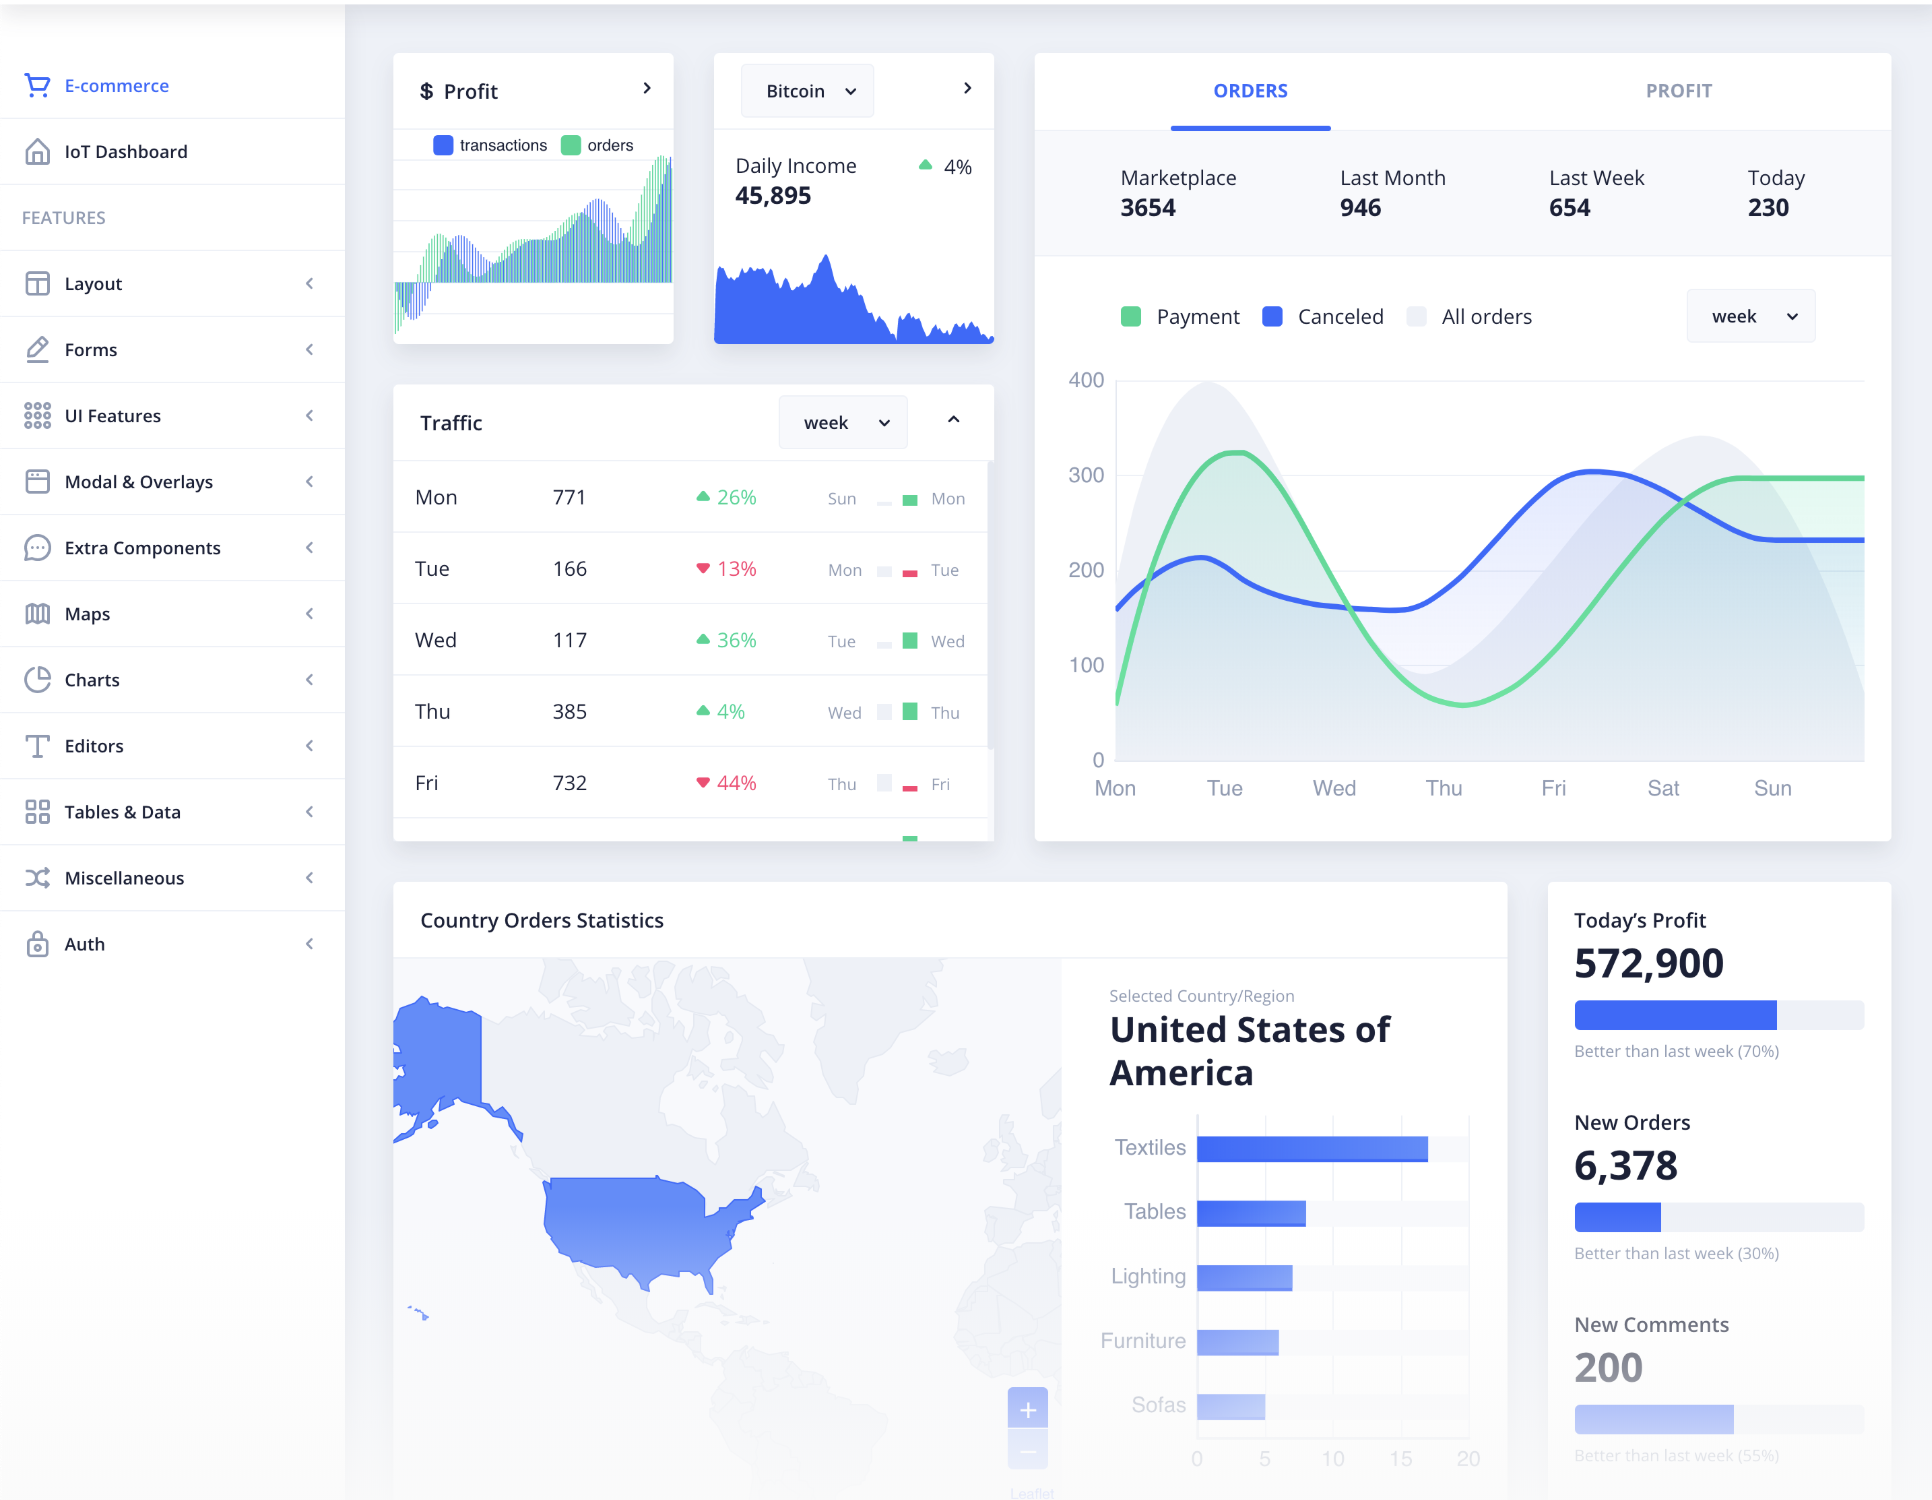 E-commerce
IoT Dashboard
FEATURES
Layout
Forms
UI Features
Modal & Overlays
Extra Components
Maps
Charts
Editors
Tables & Data
Miscellaneous
Auth
$ Profit
transactions orders
Bitcoin
Daily Income 4%
45,895
Traffic week
Mon 771 26% Sun Mon
Tue 166 13% Mon Tue
Wed 117 36% Tue Wed
Thu 385 4% Wed Thu
Fri 732 44% Thu Fri
ORDERS PROFIT
Marketplace Last Month Last Week Today
3654 946 654 230
Payment Canceled All orders week
400
300
200
100
0
Mon Tue Wed Thu Fri Sat Sun
Country Orders Statistics
+
−
Leaflet
Selected Country/Region
United States of
America
Textiles
Tables
Lighting
Furniture
Sofas
0 5 10 15 20
Today's Profit
572,900
Better than last week (70%)
New Orders
6,378
Better than last week (30%)
New Comments
200
Better than last week (55%)